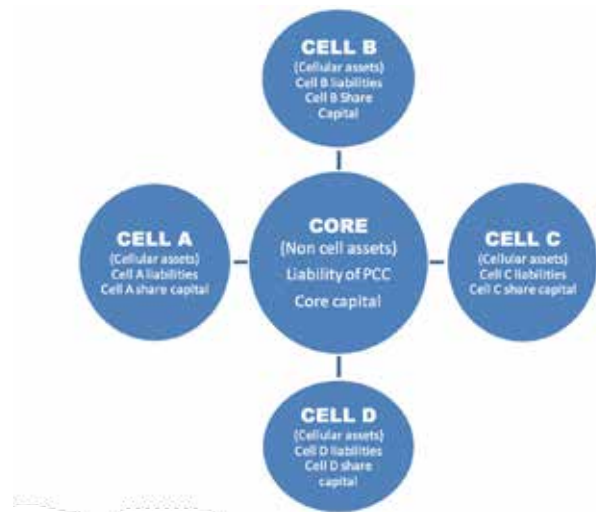 CELL B
(Cellular assets)
Cell B liabilities
Cell B Share
Capital
CELL A
(Cellular assets)
Cell A liabilities
Cell A share capital
CORE
(Non cell assets)
Liability of PCC
Core capital
CELL C
(Cellular assets)
Cell C liabilities
Cell C share capital
CELL D
(Cellular assets)
Cell D liabilities
Cell D share
capital